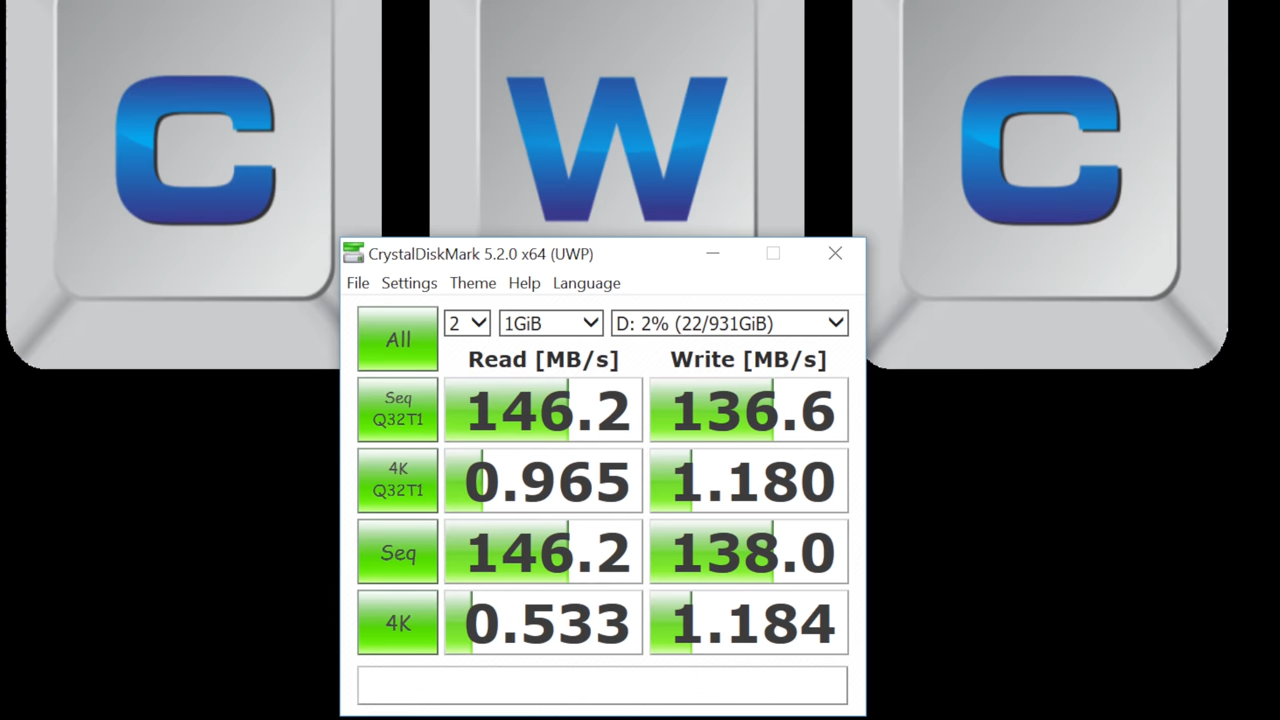 C W C
CrystalDiskMark 5.2.0 x64 (UWP)
File Settings Theme Help Language
All 2 1GiB D: 2% (22/931GiB)
Read [MB/s] Write [MB/s]
Seq
Q32T1 146.2 136.6
4K
Q32T1 0.965 1.180
Seq 146.2 138.0
4K 0.533 1.184